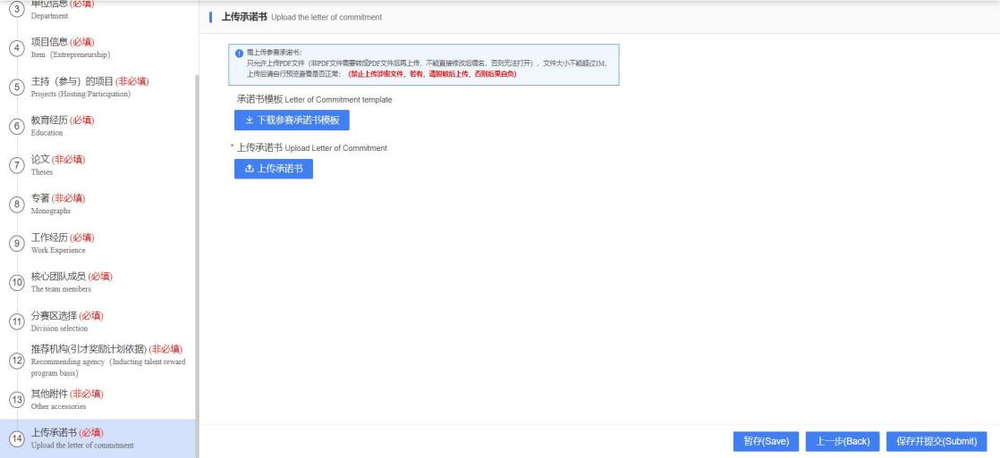 3
单位信息 (必填)
Department
4
项目信息 (必填)
Item（Entrepreneurship）
5
主持（参与）的项目 (非必填)
Projects (Hosting/Participation)
6
教育经历 (必填)
Education
7
论文 (非必填)
Theses
8
专著 (非必填)
Monographs
9
工作经历 (必填)
Work Experience
10
核心团队成员 (必填)
The team members
11
分赛区选择 (必填)
Division selection
12
推荐机构(引才奖励计划依据) (非必填)
Recommending agency（Inducting talent reward
program basis）
13
其他附件 (非必填)
Other accessories
14
上传承诺书 (必填)
Upload the letter of commitment
上传承诺书 Upload the letter of commitment
需上传参赛承诺书；
只允许上传PDF文件（非PDF文件需要转成PDF文件后再上传，不能直接修改后缀名，否则无法打开），文件大小不能超过1M，
上传后请自行预览查看是否正常；（禁止上传涉密文件，若有，请脱敏后上传，否则后果自负）
承诺书模板 Letter of Commitment template
下载参赛承诺书模板
* 上传承诺书 Upload Letter of Commitment
上传承诺书
暂存(Save) 上一步(Back) 保存并提交(Submit)